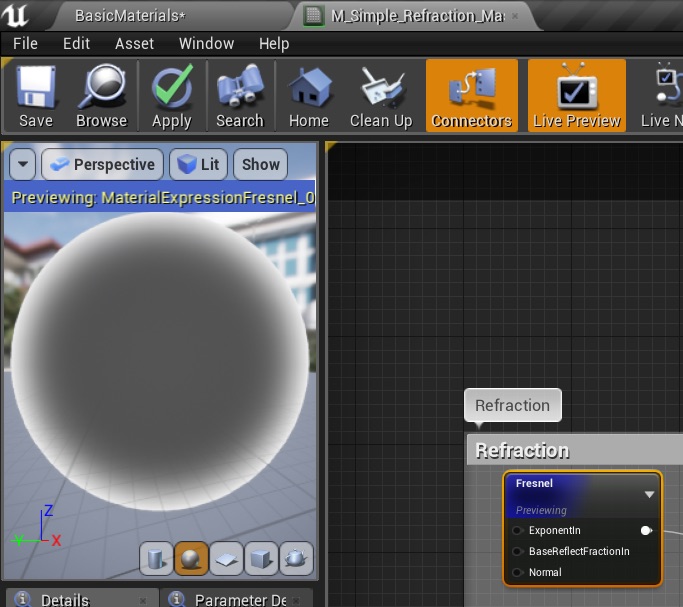 BasicMaterials*
M_Simple_Refraction_Ma
File Edit Asset Window Help
Save Browse Apply Search Home Clean Up Connectors Live Preview Live N
Perspective Lit Show
Previewing: MaterialExpressionFresnel_0
Refraction
Refraction
Fresnel
Previewing
ExponentIn
BaseReflectFractionIn
Normal
Z
Y X
Details Parameter De